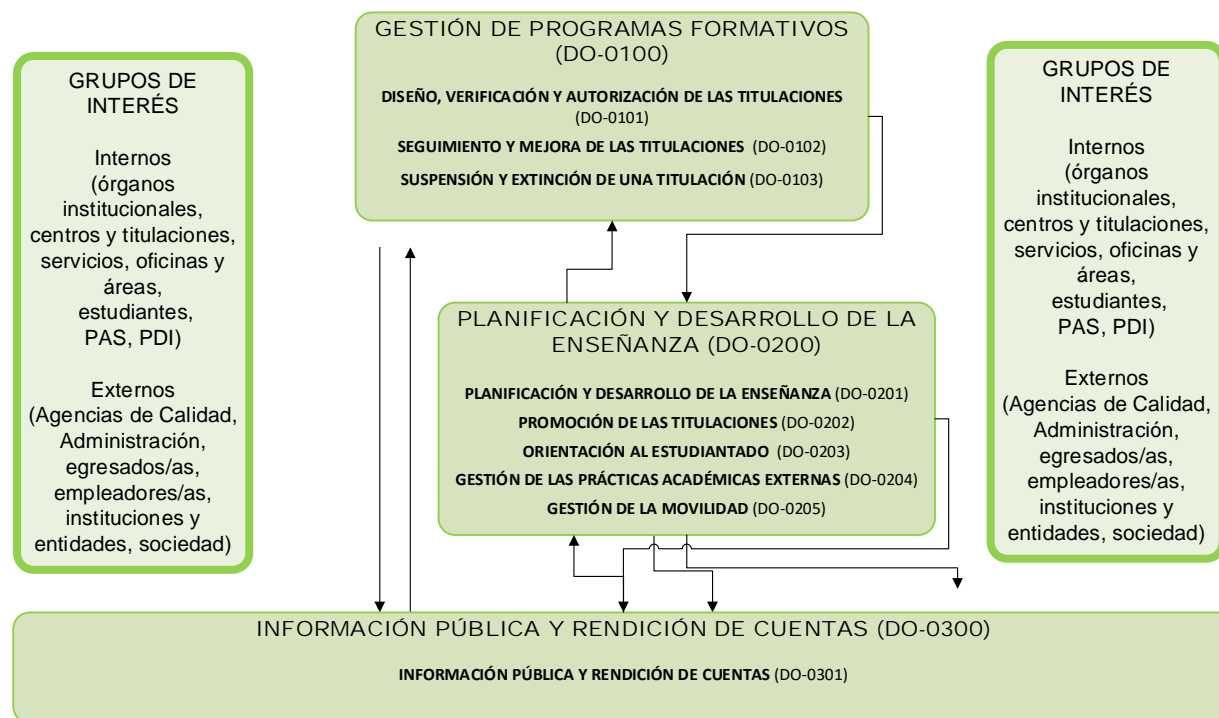 GESTIÓN DE PROGRAMAS FORMATIVOS
(DO-0100)
DISEÑO, VERIFICACIÓN Y AUTORIZACIÓN DE LAS TITULACIONES
(DO-0101)
SEGUIMIENTO Y MEJORA DE LAS TITULACIONES (DO-0102)
SUSPENSIÓN Y EXTINCIÓN DE UNA TITULACIÓN (DO-0103)
GRUPOS DE
INTERÉS
Internos
(órganos
institucionales,
centros y titulaciones,
servicios, oficinas y
áreas,
estudiantes,
PAS, PDI)
Externos
(Agencias de Calidad,
Administración,
egresados/as,
empleadores/as,
instituciones y
entidades, sociedad)
PLANIFICACIÓN Y DESARROLLO DE LA
ENSEÑANZA (DO-0200)
PLANIFICACIÓN Y DESARROLLO DE LA ENSEÑANZA (DO-0201)
PROMOCIÓN DE LAS TITULACIONES (DO-0202)
ORIENTACIÓN AL ESTUDIANTADO (DO-0203)
GESTIÓN DE LAS PRÁCTICAS ACADÉMICAS EXTERNAS (DO-0204)
GESTIÓN DE LA MOVILIDAD (DO-0205)
GRUPOS DE
INTERÉS
Internos
(órganos
institucionales,
centros y titulaciones,
servicios, oficinas y
áreas,
estudiantes,
PAS, PDI)
Externos
(Agencias de Calidad,
Administración,
egresados/as,
empleadores/as,
instituciones y
entidades, sociedad)
INFORMACIÓN PÚBLICA Y RENDICIÓN DE CUENTAS (DO-0300)
INFORMACIÓN PÚBLICA Y RENDICIÓN DE CUENTAS (DO-0301)